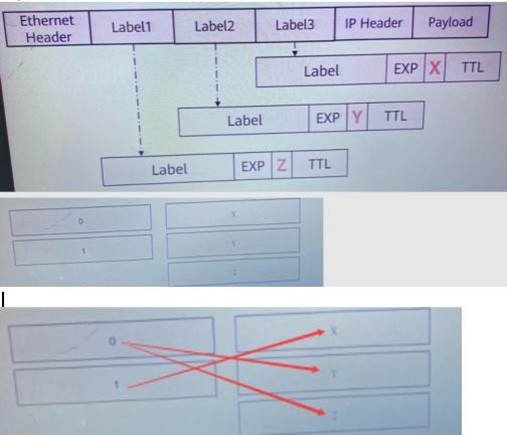 Ethernet Header Label1 Label2 Label3 IP Header Payload
Label EXP X TTL
Label EXP Y TTL
Label EXP Z TTL
0 X
1
0 X
1